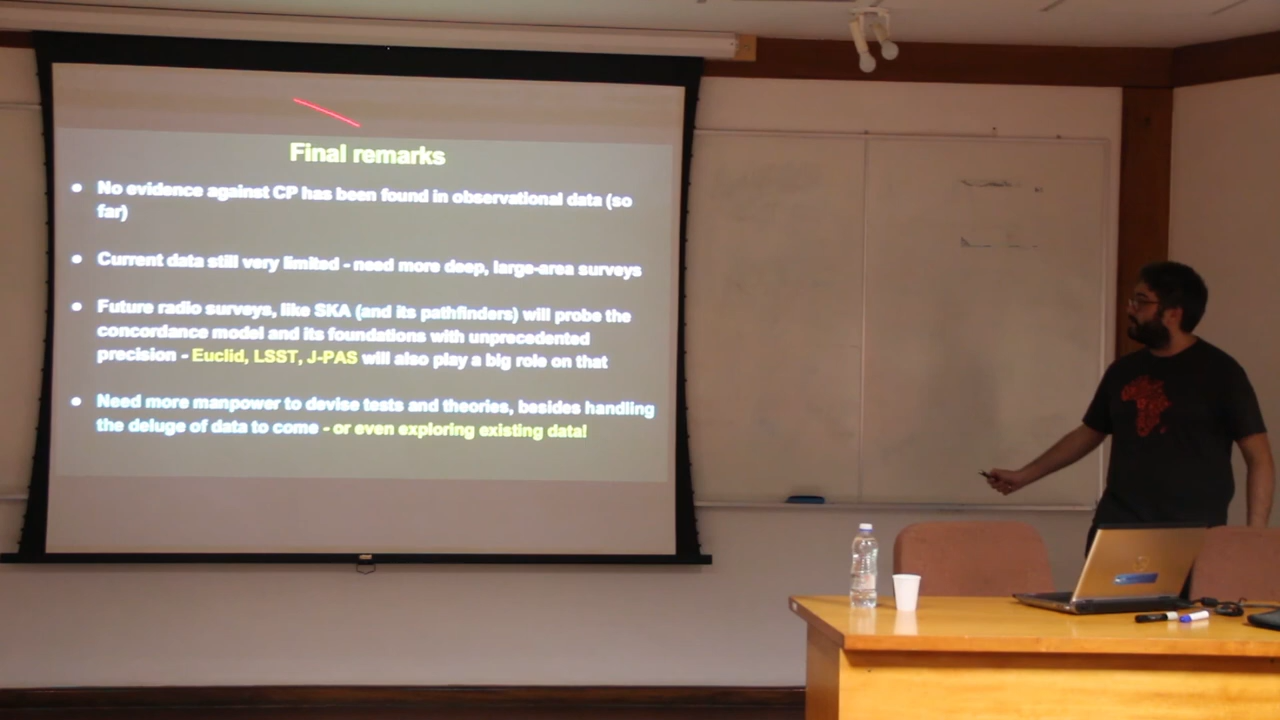 Final remarks
● No evidence against CP has been found in observational data (so
far)
● Current data still very limited - need more deep, large-area surveys
● Future radio surveys, like SKA (and its pathfinders) will probe the
concordance model and its foundations with unprecedented
precision - Euclid, LSST, J-PAS will also play a big role on that
● Need more manpower to devise tests and theories, besides handling
the deluge of data to come - or even exploring existing data!